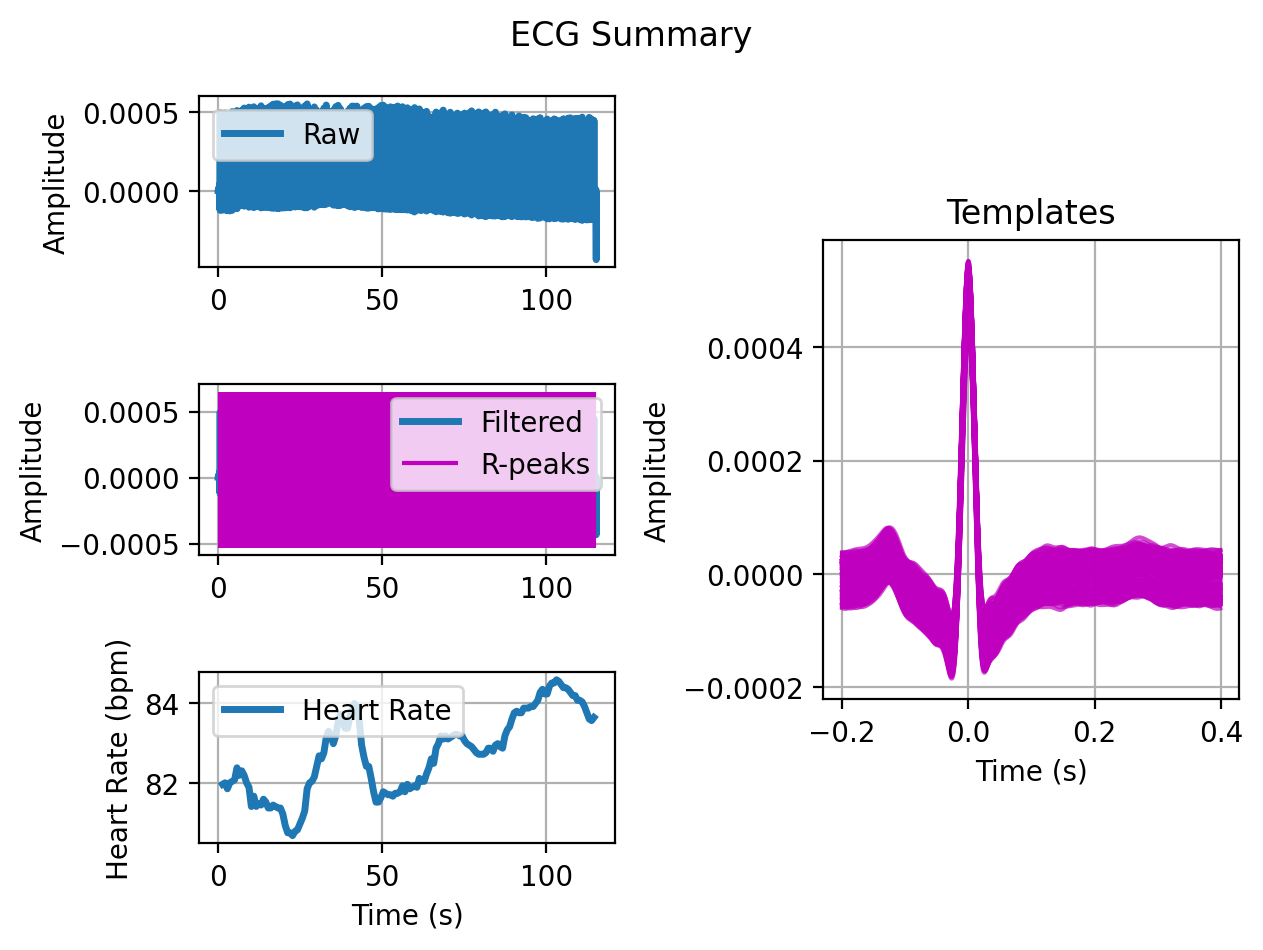 ECG Summary
Amplitude
0.0005
0.0000
Raw
0
50
100
Amplitude
0.0005
0.0000
−0.0005
Filtered
R-peaks
0
50
100
Heart Rate (bpm)
84
82
Heart Rate
0
50
100
Time (s)
Templates
Amplitude
0.0004
0.0002
0.0000
−0.0002
−0.2
0.0
0.2
0.4
Time (s)